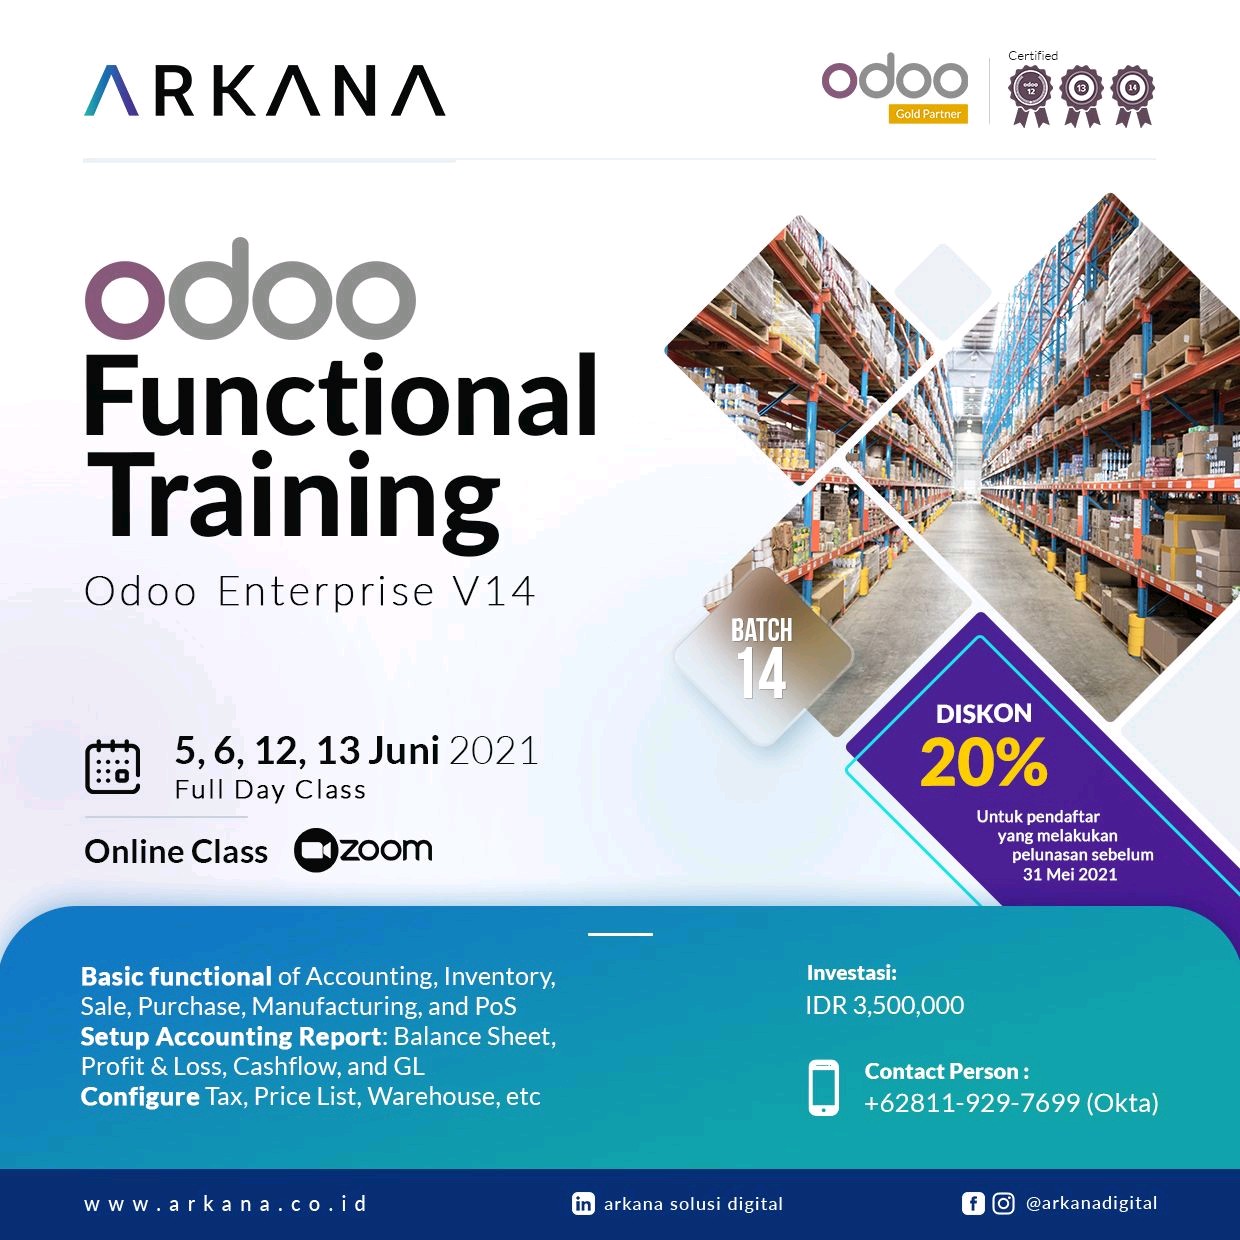 ARKANA
odoo
Gold Partner
Certified
odoo
12
13
14
odoo
Functional
Training
Odoo Enterprise V14
BATCH
14
5, 6, 12, 13 Juni 2021
Full Day Class
Online Class zoom
DISKON
20%
Untuk pendaftar
yang melakukan
pelunasan sebelum
31 Mei 2021
Basic functional of Accounting, Inventory,
Sale, Purchase, Manufacturing, and PoS
Setup Accounting Report: Balance Sheet,
Profit & Loss, Cashflow, and GL
Configure Tax, Price List, Warehouse, etc
Investasi:
IDR 3,500,000
Contact Person :
+62811-929-7699 (Okta)
www.arkana.co.id
in arkana solusi digital
f @arkanadigital